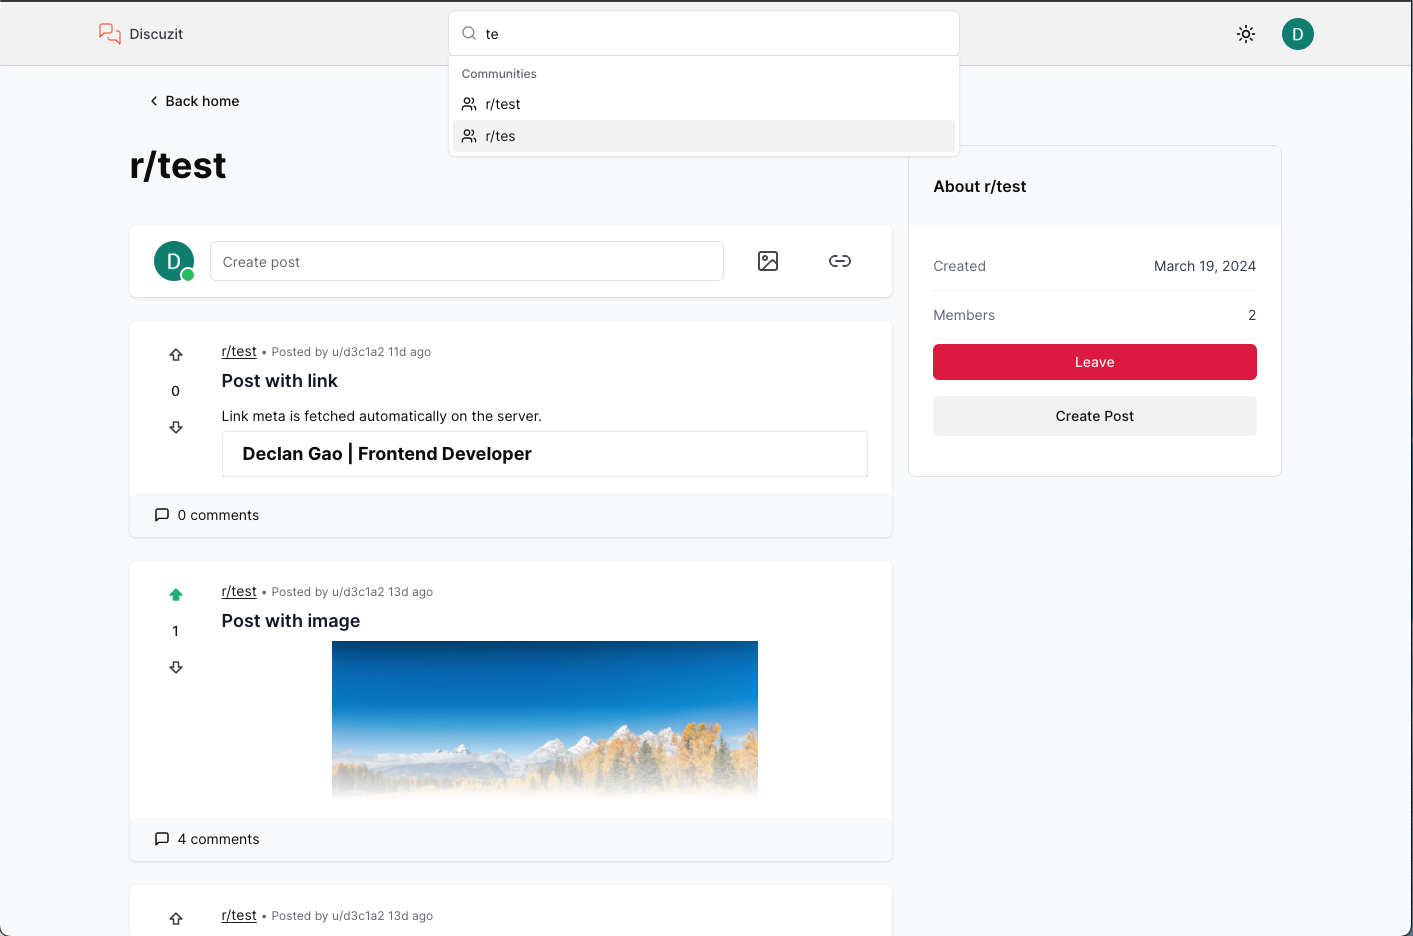 Discuzit
te
D
Communities
r/test
r/tes
Back home
r/test
D
Create post
r/test • Posted by u/d3c1a2 11d ago
0
Post with link
Link meta is fetched automatically on the server.
Declan Gao | Frontend Developer
0 comments
r/test • Posted by u/d3c1a2 13d ago
1
Post with image
4 comments
r/test • Posted by u/d3c1a2 13d ago
About r/test
Created March 19, 2024
Members 2
Leave
Create Post